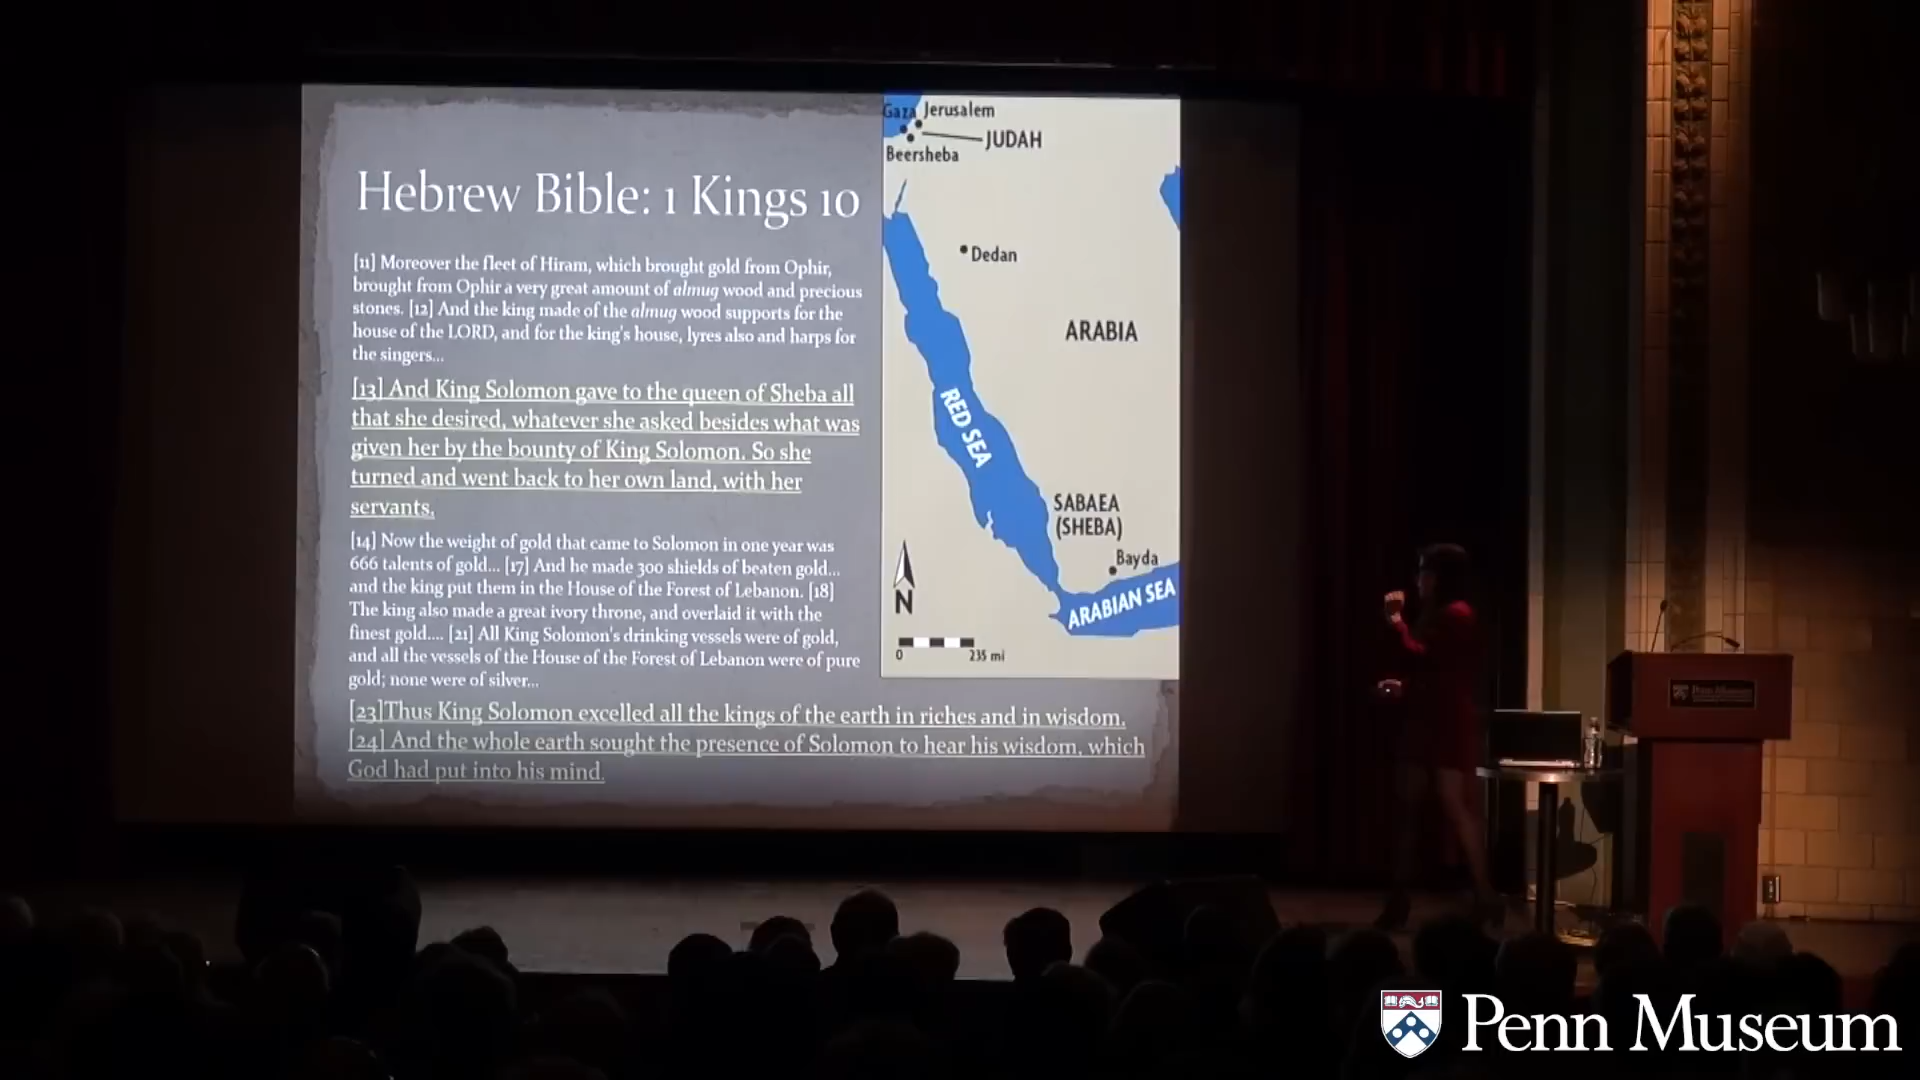 Hebrew Bible: 1 Kings 10
[11] Moreover the fleet of Hiram, which brought gold from Ophir,
brought from Ophir a very great amount of almug wood and precious
stones. [12] And the king made of the almug wood supports for the
house of the LORD, and for the king's house, lyres also and harps for
the singers...
[13] And King Solomon gave to the queen of Sheba all
that she desired, whatever she asked besides what was
given her by the bounty of King Solomon. So she
turned and went back to her own land, with her
servants.
[14] Now the weight of gold that came to Solomon in one year was
666 talents of gold... [17] And he made 300 shields of beaten gold...
and the king put them in the House of the Forest of Lebanon. [18]
The king also made a great ivory throne, and overlaid it with the
finest gold.... [21] All King Solomon's drinking vessels were of gold,
and all the vessels of the House of the Forest of Lebanon were of pure
gold; none were of silver...
[23]Thus King Solomon excelled all the kings of the earth in riches and in wisdom.
[24] And the whole earth sought the presence of Solomon to hear his wisdom, which
God had put into his mind.
Gaza Jerusalem
JUDAH
Beersheba
Dedan
ARABIA
RED SEA
SABAEA
(SHEBA)
Bayda
ARABIAN SEA
N
0 235 mi
Penn Museum
Penn Museum